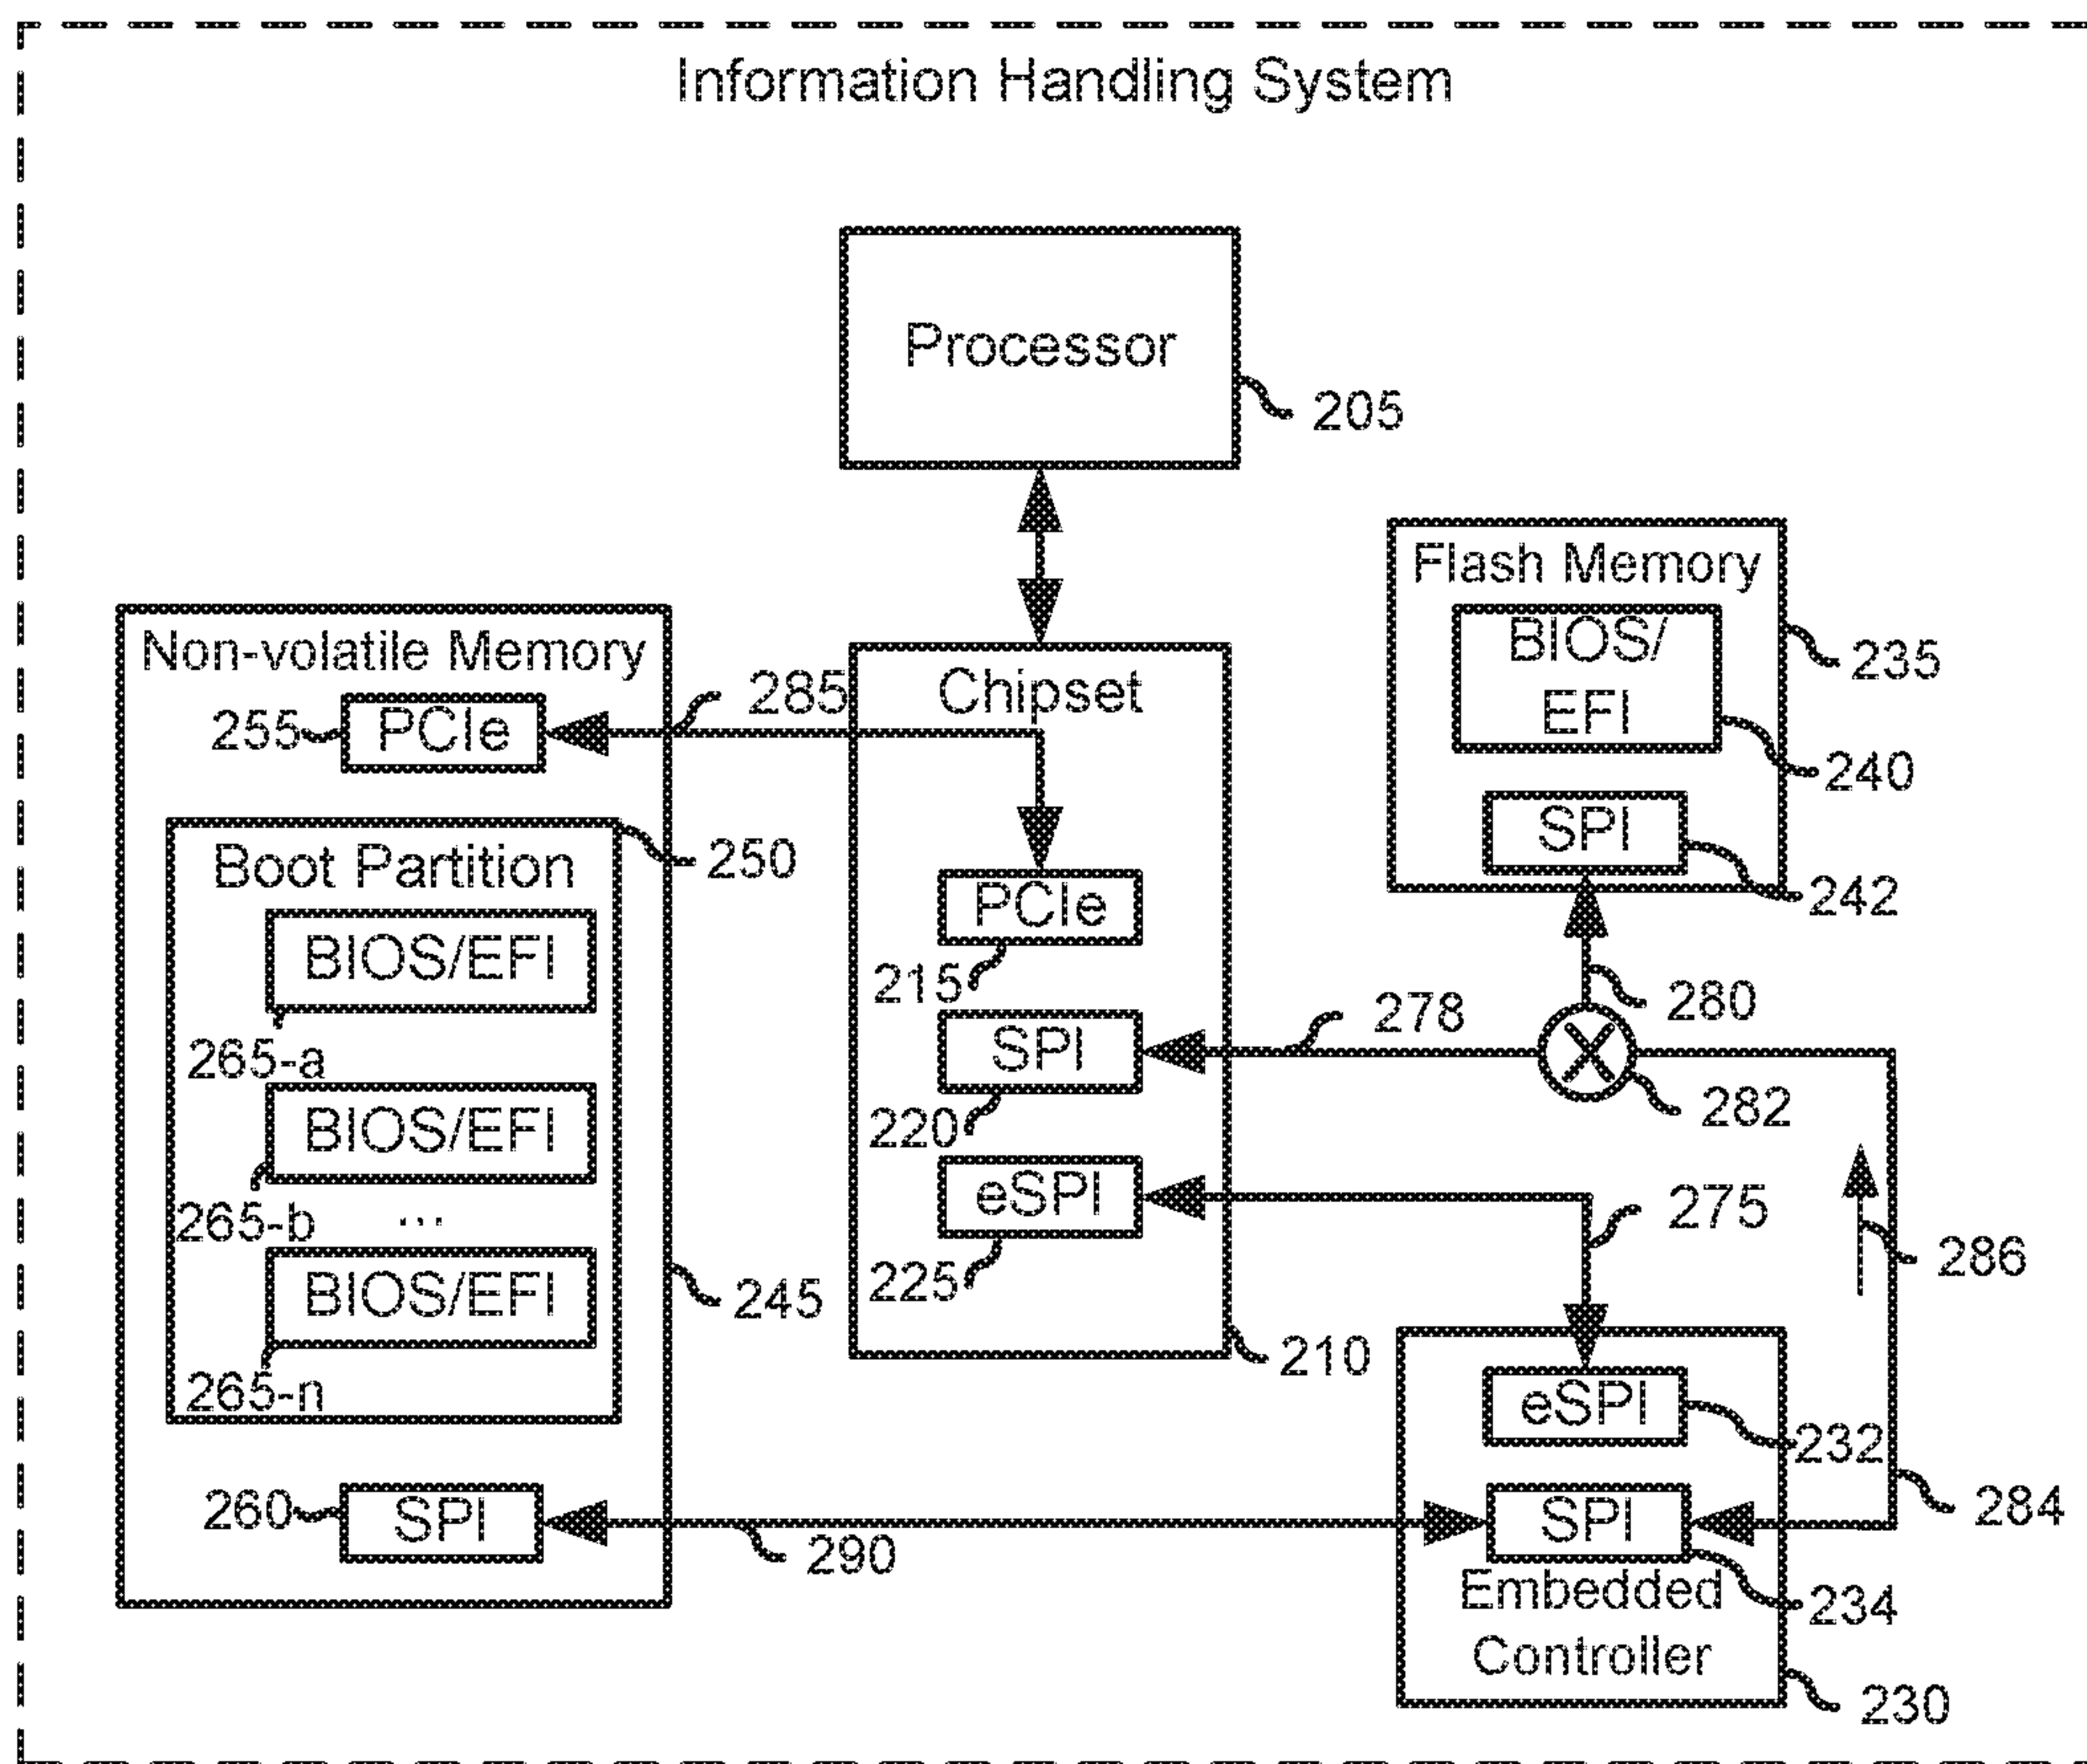 Information Handling System
Processor
205
Flash Memory
BIOS/
EFI
235
240
SPI
242
Non-volatile Memory
255
PCIe
285
Boot Partition
250
BIOS/EFI
265-a
BIOS/EFI
265-b
...
BIOS/EFI
265-n
245
260
SPI
290
Chipset
PCIe
215
SPI
220
eSPI
225
210
278
280
282
275
286
eSPI
232
284
SPI
234
Embedded
Controller
230